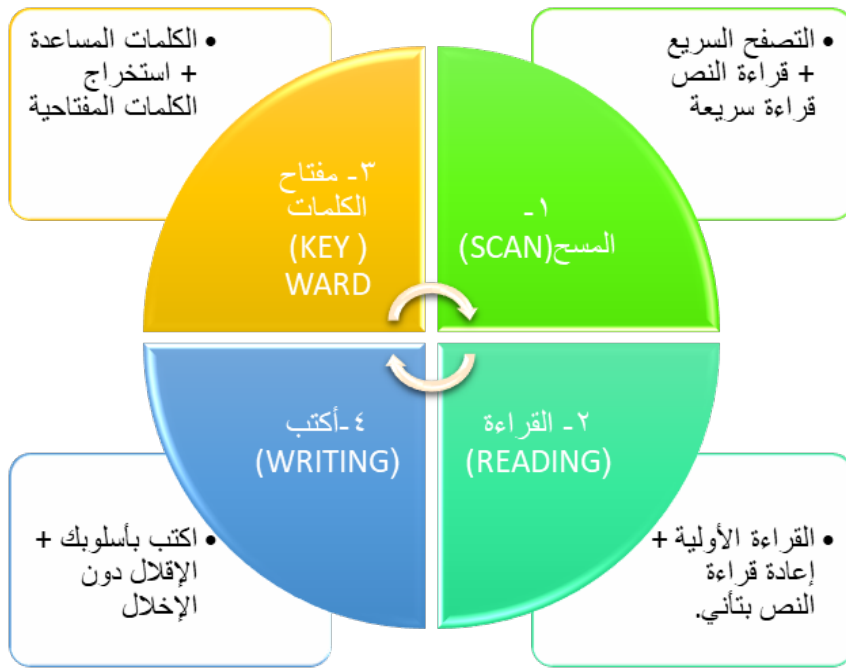 • التصفح السريع
+ قراءة النص
قراءة سريعة
١-
المسح(SCAN)
• القراءة الأولية +
إعادة قراءة
النص بتأني.
٢- القراءة
(READING)
• الكلمات المساعدة
+ استخراج
الكلمات المفتاحية
٣- مفتاح
الكلمات
(KEY )
WARD
• اكتب بأسلوبك +
الإقلال دون
الإخلال
٤-أكتب
(WRITING)